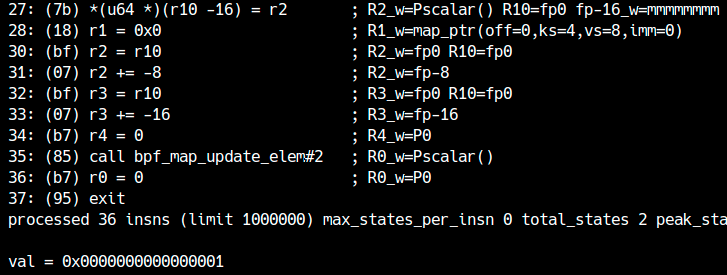 27: (7b) *(u64 *)(r10 -16) = r2 ; R2_w=Pscalar() R10=fp0 fp-16_w=mmmmmmmm
28: (18) r1 = 0x0 ; R1_w=map_ptr(off=0,ks=4,vs=8,imm=0)
30: (bf) r2 = r10 ; R2_w=fp0 R10=fp0
31: (07) r2 += -8 ; R2_w=fp-8
32: (bf) r3 = r10 ; R3_w=fp0 R10=fp0
33: (07) r3 += -16 ; R3_w=fp-16
34: (b7) r4 = 0 ; R4_w=P0
35: (85) call bpf_map_update_elem#2 ; R0_w=Pscalar()
36: (b7) r0 = 0 ; R0_w=P0
37: (95) exit
processed 36 insns (limit 1000000) max_states_per_insn 0 total_states 2 peak_sta
val = 0x0000000000000001